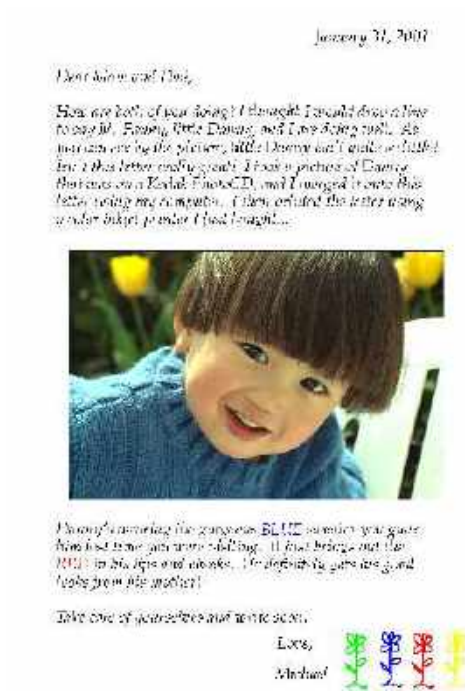 January 31, 2001
Dear Mom and Dad,
How are both of you doing? I thought I would drop a line
to say hi. little Danny, and I are doing well. As
you can see by the picture, little Danny isn't quite so little!
Isn't this letter really great! I took a picture of Danny
that was on a Kodak PhotoCD, and I merged it onto this
letter using my computer. I then printed the letter using
a color inkjet printer I just bought...
Danny's wearing the gorgeous BLUE sweater you gave
him last time you were visiting. It just brings out the
RED in his lips and cheeks. He definitely gets his good
looks from his mother!
Take care of yourselves and write soon.
Love,
Michael